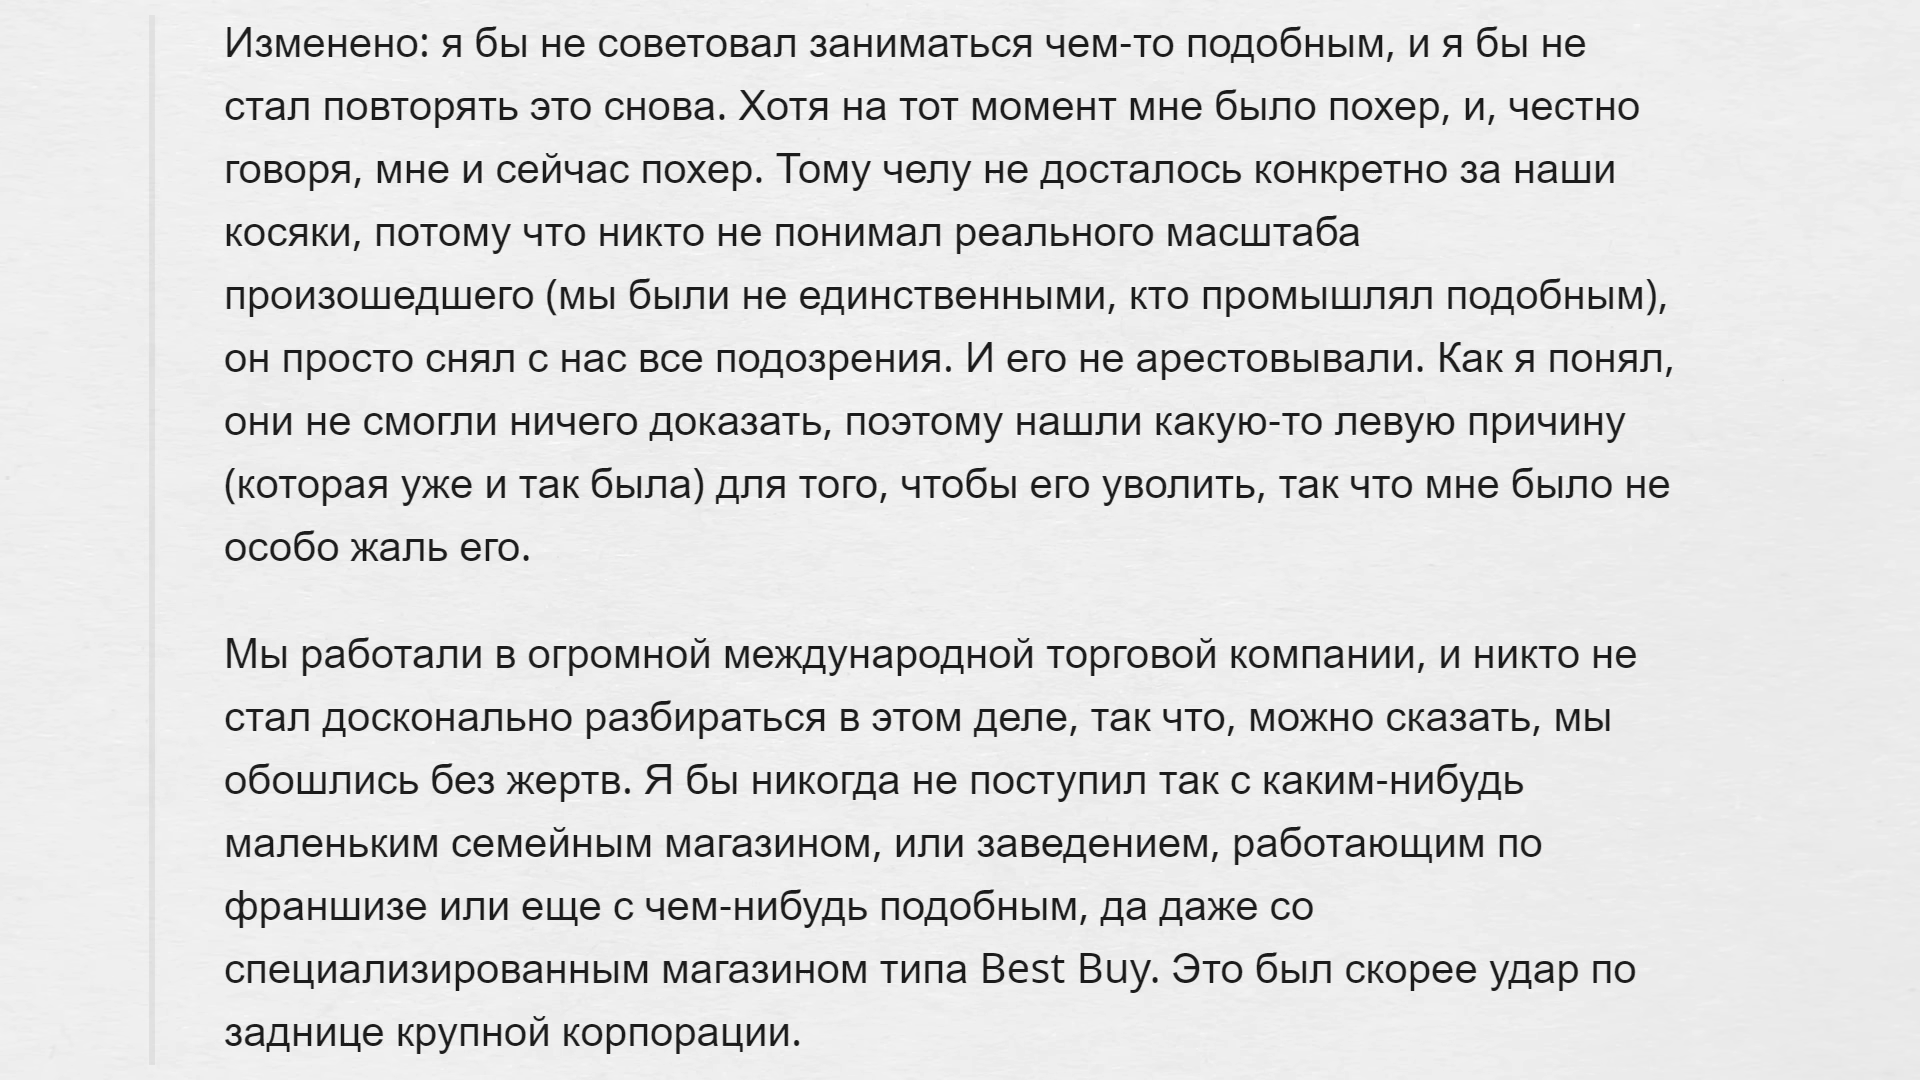 Изменено: я бы не советовал заниматься чем-то подобным, и я бы не
стал повторять это снова. Хотя на тот момент мне было похер, и, честно
говоря, мне и сейчас похер. Тому челу не досталось конкретно за наши
косяки, потому что никто не понимал реального масштаба
произошедшего (мы были не единственными, кто промышлял подобным),
он просто снял с нас все подозрения. И его не арестовывали. Как я понял,
они не смогли ничего доказать, поэтому нашли какую-то левую причину
(которая уже и так была) для того, чтобы его уволить, так что мне было не
особо жаль его.
Мы работали в огромной международной торговой компании, и никто не
стал досконально разбираться в этом деле, так что, можно сказать, мы
обошлись без жертв. Я бы никогда не поступил так с каким-нибудь
маленьким семейным магазином, или заведением, работающим по
франшизе или еще с чем-нибудь подобным, да даже со
специализированным магазином типа Best Buy. Это был скорее удар по
заднице крупной корпорации.